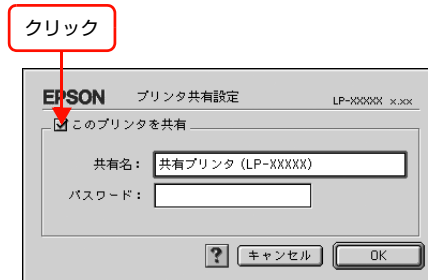 クリック
EPSON プリンタ共有設定 LP-XXXXX x.xx
このプリンタを共有
共有名： 共有プリンタ (LP-XXXXX)
パスワード：
? キャンセル OK